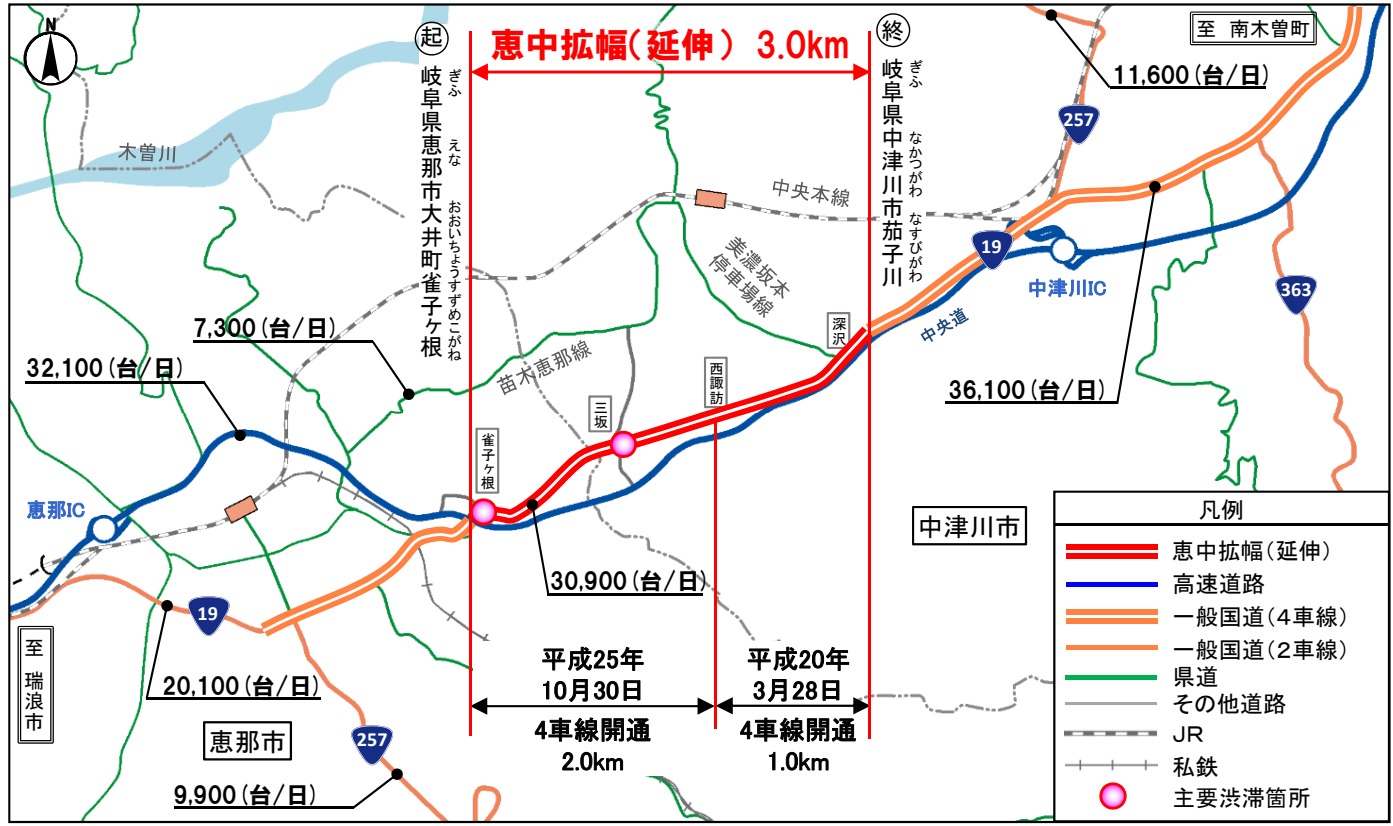 N
起
恵中拡幅(延伸) 3.0km
終
至 南木曽町
11,600(台/日)
257
岐阜県恵那市大井町雀子ヶ根
ぎふ
えな
おおいちょうすずめこがね
岐阜県中津川市茄子川
ぎふ
なかつがわ
なすびがわ
木曽川
中央本線
美濃坂本
停車場線
19
中津川IC
363
中央道
7,300(台/日)
32,100(台/日)
苗木恵那線
深沢
西諏訪
三坂
雀子ヶ根
36,100(台/日)
恵那IC
中津川市
30,900(台/日)
19
至 瑞浪市
20,100(台/日)
恵那市
257
9,900(台/日)
平成25年
10月30日
4車線開通
2.0km
平成20年
3月28日
4車線開通
1.0km
凡例
恵中拡幅(延伸)
高速道路
一般国道(4車線)
一般国道(2車線)
県道
その他道路
JR
私鉄
主要渋滞箇所